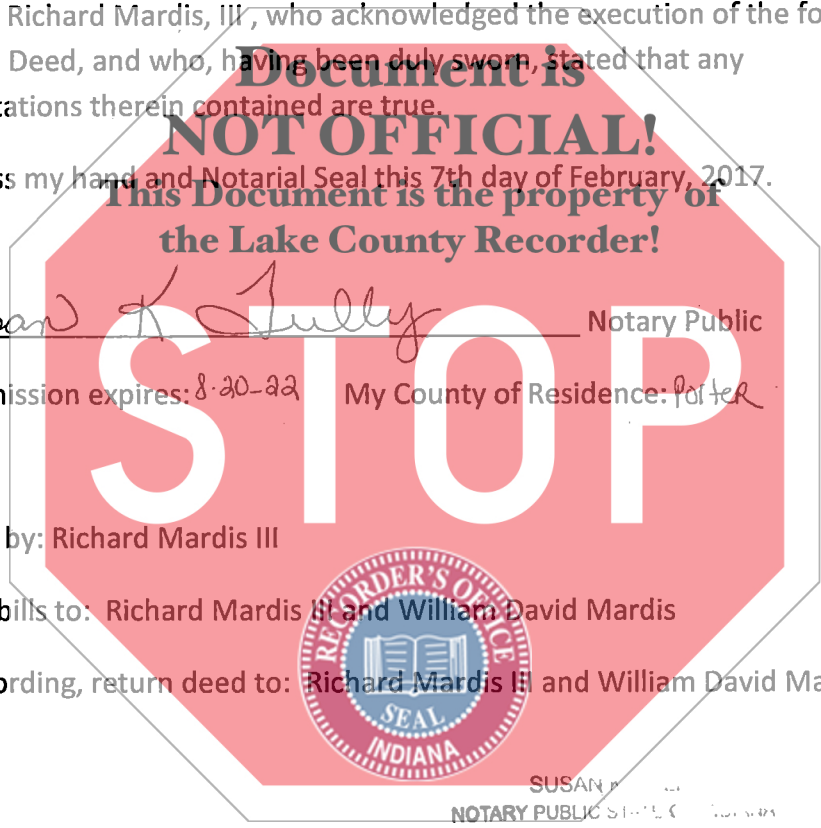 Richard Mardis, III , who acknowledged the execution of the fo
Deed, and who, having been duly sworn, stated that any
ations therein contained are true.
Document is
NOT OFFICIAL!
s my hand and Notarial Seal this 7th day of February, 2017.
This Document is the property of
the Lake County Recorder!
an K Tully Notary Public
ission expires: 8-20-22 My County of Residence: Porter
STOP
by: Richard Mardis III
bills to: Richard Mardis III and William David Mardis
ording, return deed to: Richard Mardis III and William David Ma
RECORDER'S OFFICE
SEAL
INDIANA
SUSAN
NOTARY PUBLIC